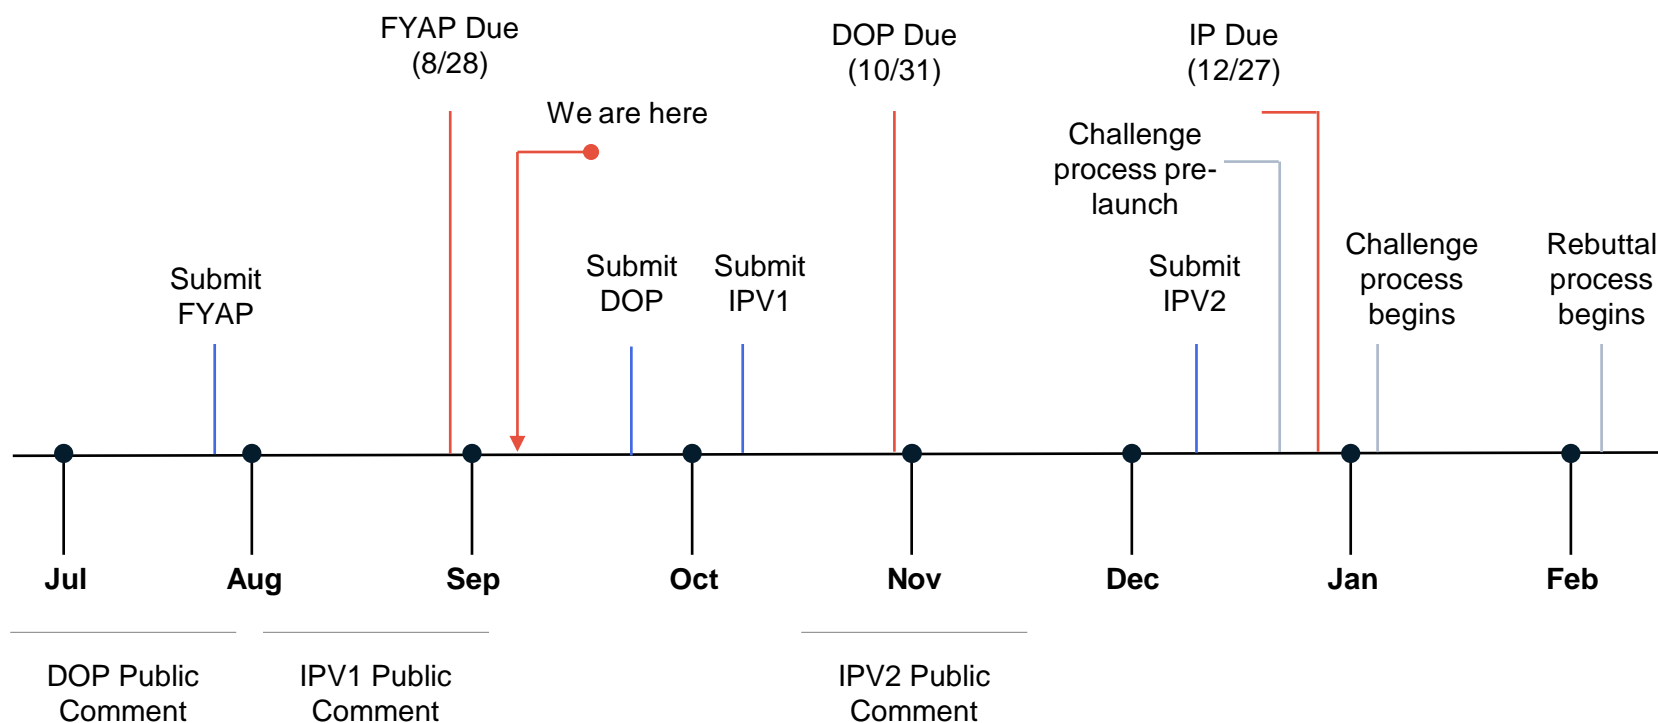 FYAP Due
(8/28)
DOP Due
(10/31)
IP Due
(12/27)
We are here
Challenge
process pre-
launch
Submit
FYAP
Submit
DOP
Submit
IPV1
Submit
IPV2
Challenge
process
begins
Rebuttal
process
begins
Jul
Aug
Sep
Oct
Nov
Dec
Jan
Feb
DOP Public
Comment
IPV1 Public
Comment
IPV2 Public
Comment